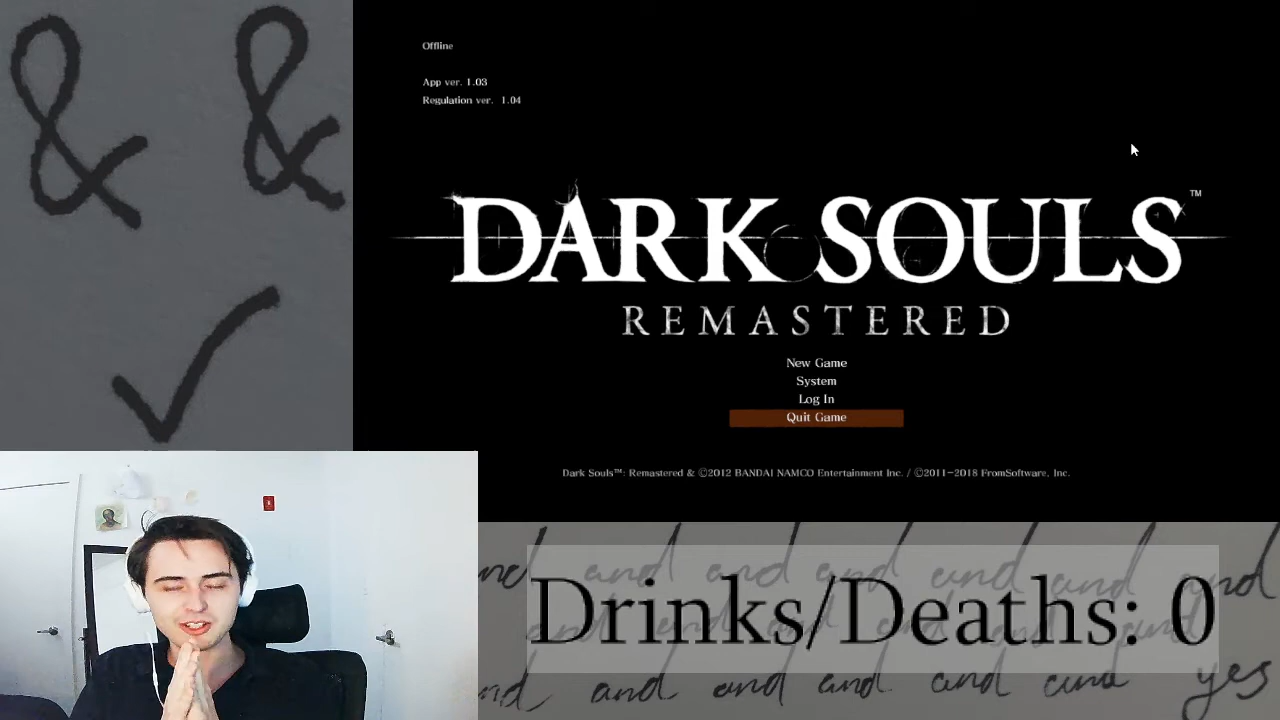 & &
Offline
App ver. 1.03
Regulation ver. 1.04
DARK SOULS™
REMASTERED
New Game
System
Log In
Quit Game
Dark Souls™: Remastered & ©2012 BANDAI NAMCO Entertainment Inc. / ©2011-2018 FromSoftware, Inc.
and and and and and and
Drinks/Deaths: 0
and and and and and yes